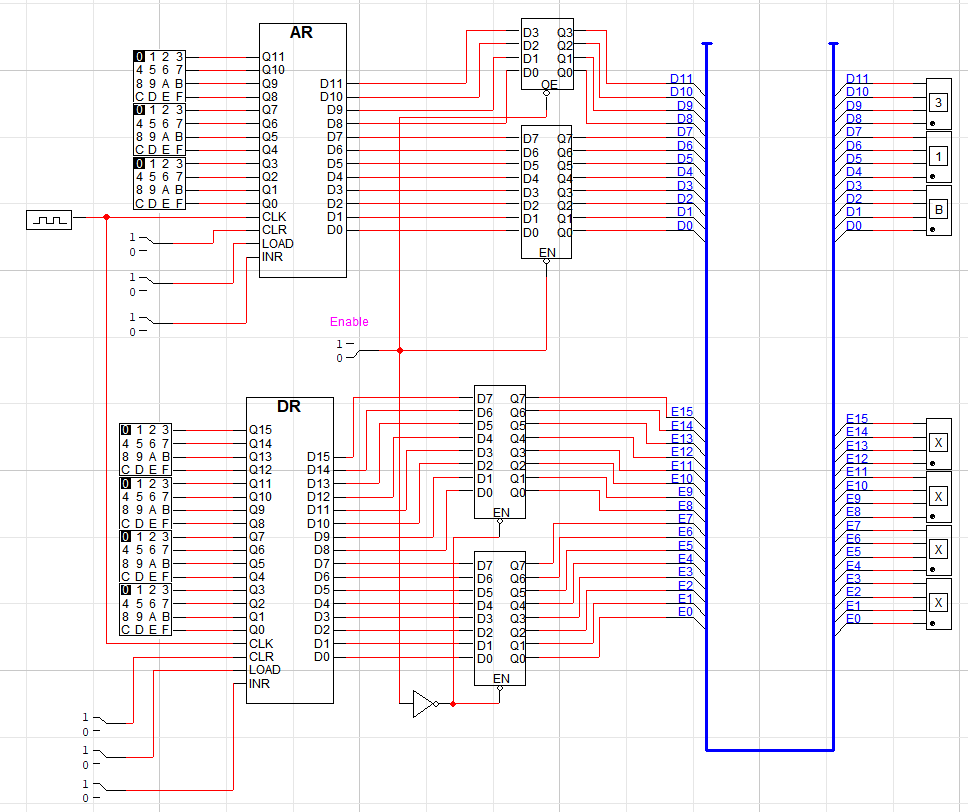 AR
0 1 2 3
4 5 6 7
8 9 A B
C D E F
0 1 2 3
4 5 6 7
8 9 A B
C D E F
0 1 2 3
4 5 6 7
8 9 A B
C D E F
Q11
Q10
Q9
Q8
Q7
Q6
Q5
Q4
Q3
Q2
Q1
Q0
CLK
CLR
LOAD
INR
D11
D10
D9
D8
D7
D6
D5
D4
D3
D2
D1
D0
1
0
1
0
1
0
D3 Q3
D2 Q2
D1 Q1
D0 Q0
OE
D7 Q7
D6 Q6
D5 Q5
D4 Q4
D3 Q3
D2 Q2
D1 Q1
D0 Q0
EN
D11
D10
D9
D8
D7
D6
D5
D4
D3
D2
D1
D0
D11
D10
D9
D8
D7
D6
D5
D4
D3
D2
D1
D0
3
1
B
Enable
1
0
DR
0 1 2 3
4 5 6 7
8 9 A B
C D E F
0 1 2 3
4 5 6 7
8 9 A B
C D E F
0 1 2 3
4 5 6 7
8 9 A B
C D E F
0 1 2 3
4 5 6 7
8 9 A B
C D E F
Q15
Q14
Q13
Q12
Q11
Q10
Q9
Q8
Q7
Q6
Q5
Q4
Q3
Q2
Q1
Q0
CLK
CLR
LOAD
INR
D15
D14
D13
D12
D11
D10
D9
D8
D7
D6
D5
D4
D3
D2
D1
D0
1
0
1
0
1
0
D7 Q7
D6 Q6
D5 Q5
D4 Q4
D3 Q3
D2 Q2
D1 Q1
D0 Q0
EN
D7 Q7
D6 Q6
D5 Q5
D4 Q4
D3 Q3
D2 Q2
D1 Q1
D0 Q0
EN
E15
E14
E13
E12
E11
E10
E9
E8
E7
E6
E5
E4
E3
E2
E1
E0
E15
E14
E13
E12
E11
E10
E9
E8
E7
E6
E5
E4
E3
E2
E1
E0
X
X
X
X